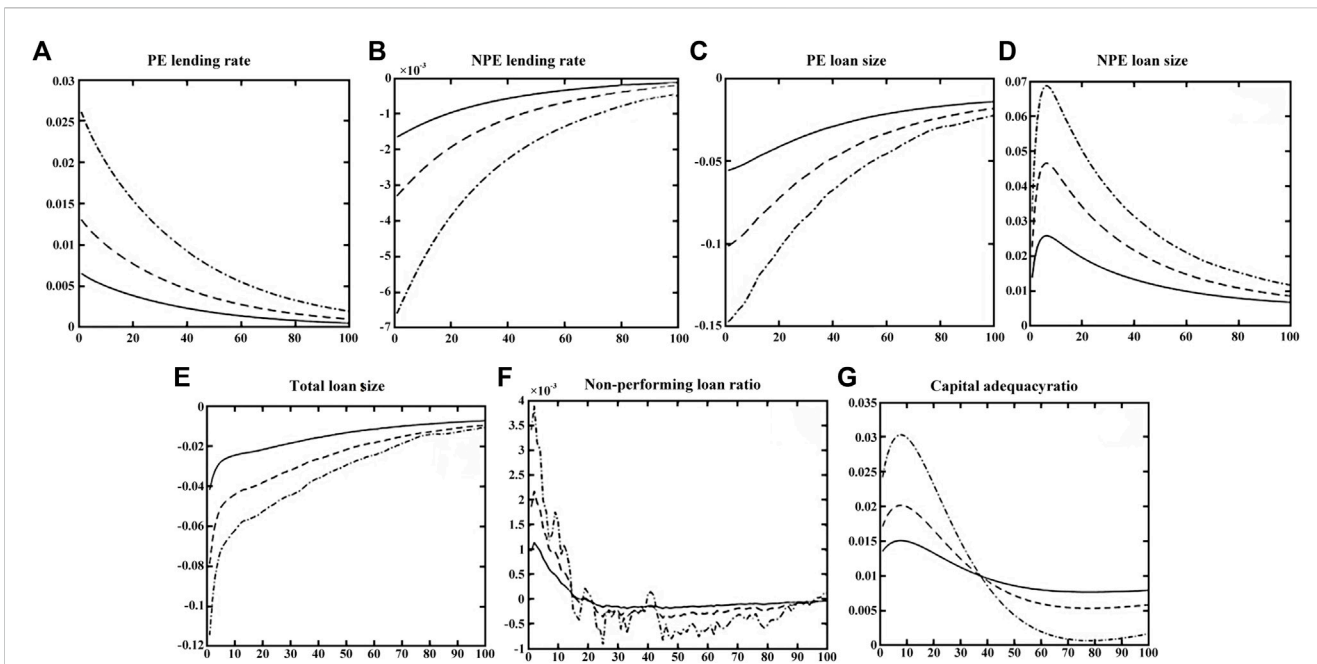 A
PE lending rate
0.03
0.025
0.02
0.015
0.01
0.005
0
0 20 40 60 80 100
B
NPE lending rate
×10⁻³
0
-1
-2
-3
-4
-5
-6
-7
0 20 40 60 80 100
C
PE loan size
0
-0.05
-0.1
-0.15
0 20 40 60 80 100
D
NPE loan size
0.07
0.06
0.05
0.04
0.03
0.02
0.01
0
0 20 40 60 80 100
E
Total loan size
0
-0.02
-0.04
-0.06
-0.08
-0.1
-0.12
0 10 20 30 40 50 60 70 80 90 100
F
Non-performing loan ratio
×10⁻³
4
3.5
3
2.5
2
1.5
1
0.5
0
-0.5
-1
0 10 20 30 40 50 60 70 80 90 100
G
Capital adequacyratio
0.035
0.03
0.025
0.02
0.015
0.01
0.005
0
0 10 20 30 40 50 60 70 80 90 100